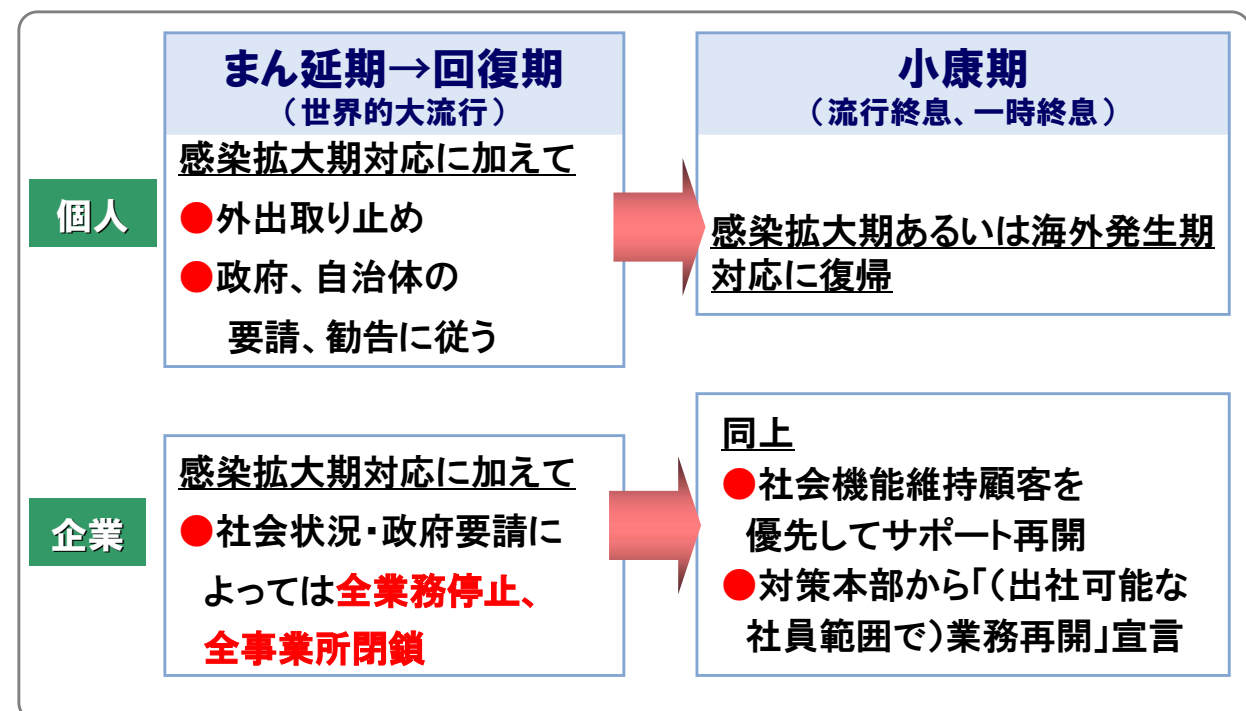 まん延期→回復期
（世界的大流行）
小康期
（流行終息、一時終息）
個人
感染拡大期対応に加えて
●外出取り止め
●政府、自治体の
要請、勧告に従う
感染拡大期あるいは海外発生期
対応に復帰
企業
感染拡大期対応に加えて
●社会状況・政府要請に
よっては全業務停止、
全事業所閉鎖
同上
●社会機能維持顧客を
優先してサポート再開
●対策本部から「（出社可能な
社員範囲で）業務再開」宣言